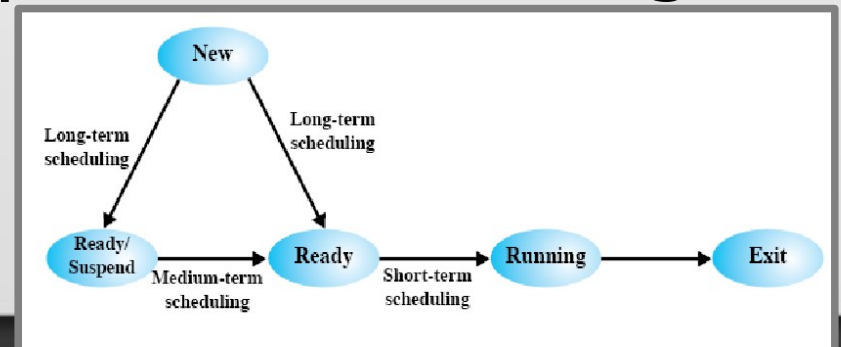 New
Long-term
scheduling
Long-term
scheduling
Ready/
Suspend
Medium-term
scheduling
Ready
Short-term
scheduling
Running
Exit